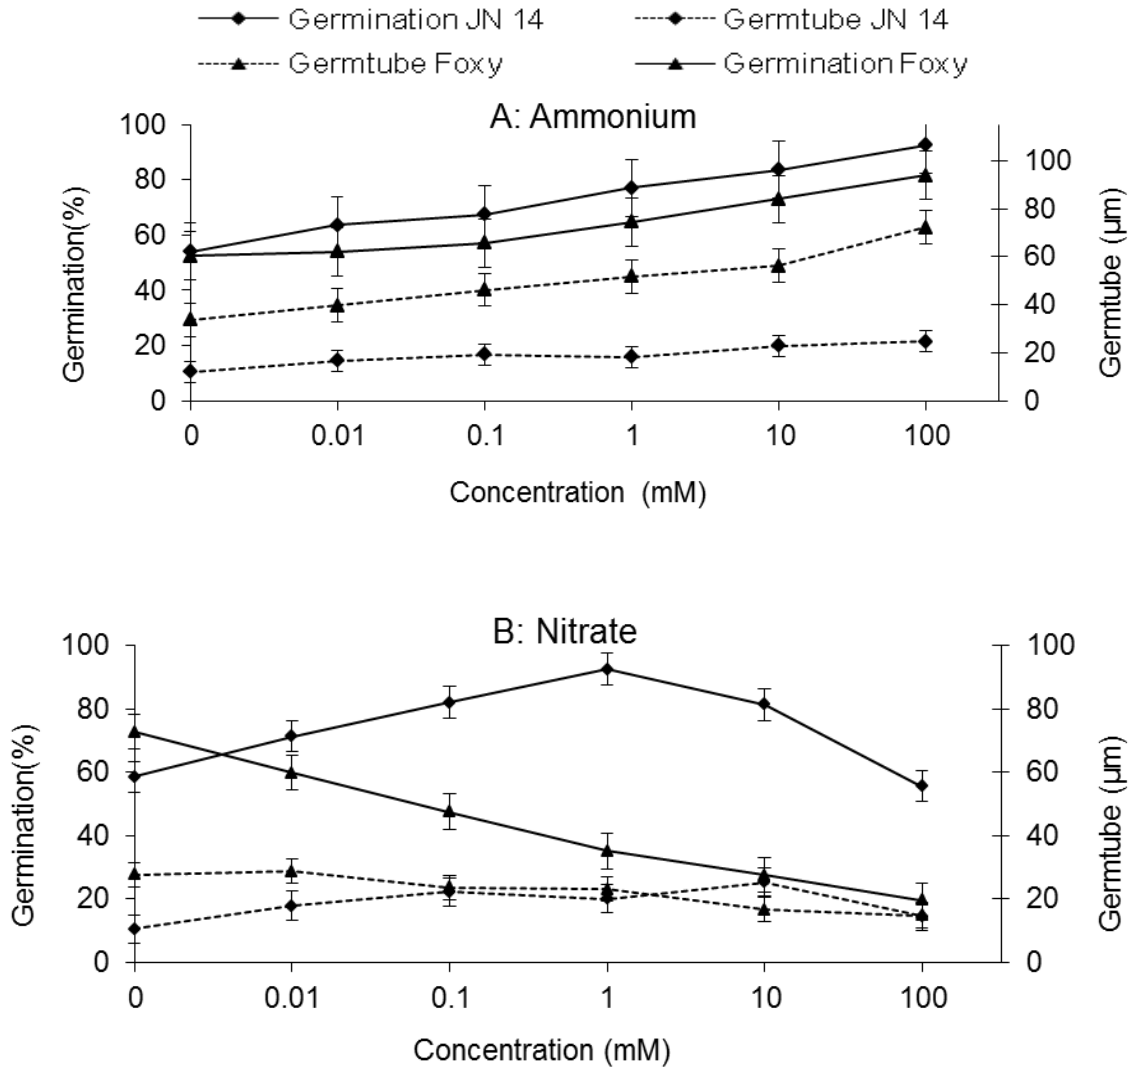 Germination JN 14
Germtube JN 14
Germtube Foxy
Germination Foxy
A: Ammonium
100
80
60
40
20
0
Germination(%)
100
80
60
40
20
0
Germtube (µm)
0 0.01 0.1 1 10 100
Concentration (mM)
B: Nitrate
100
80
60
40
20
0
Germination(%)
100
80
60
40
20
0
Germtube (µm)
0 0.01 0.1 1 10 100
Concentration (mM)